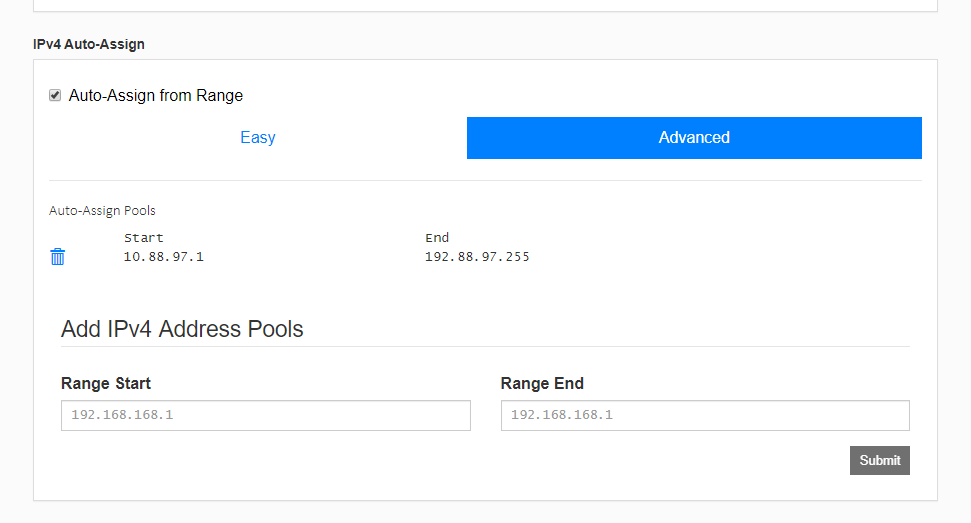 IPv4 Auto-Assign
Auto-Assign from Range
Easy Advanced
Auto-Assign Pools
Start End
10.88.97.1 192.88.97.255
Add IPv4 Address Pools
Range Start Range End
192.168.168.1 192.168.168.1
Submit